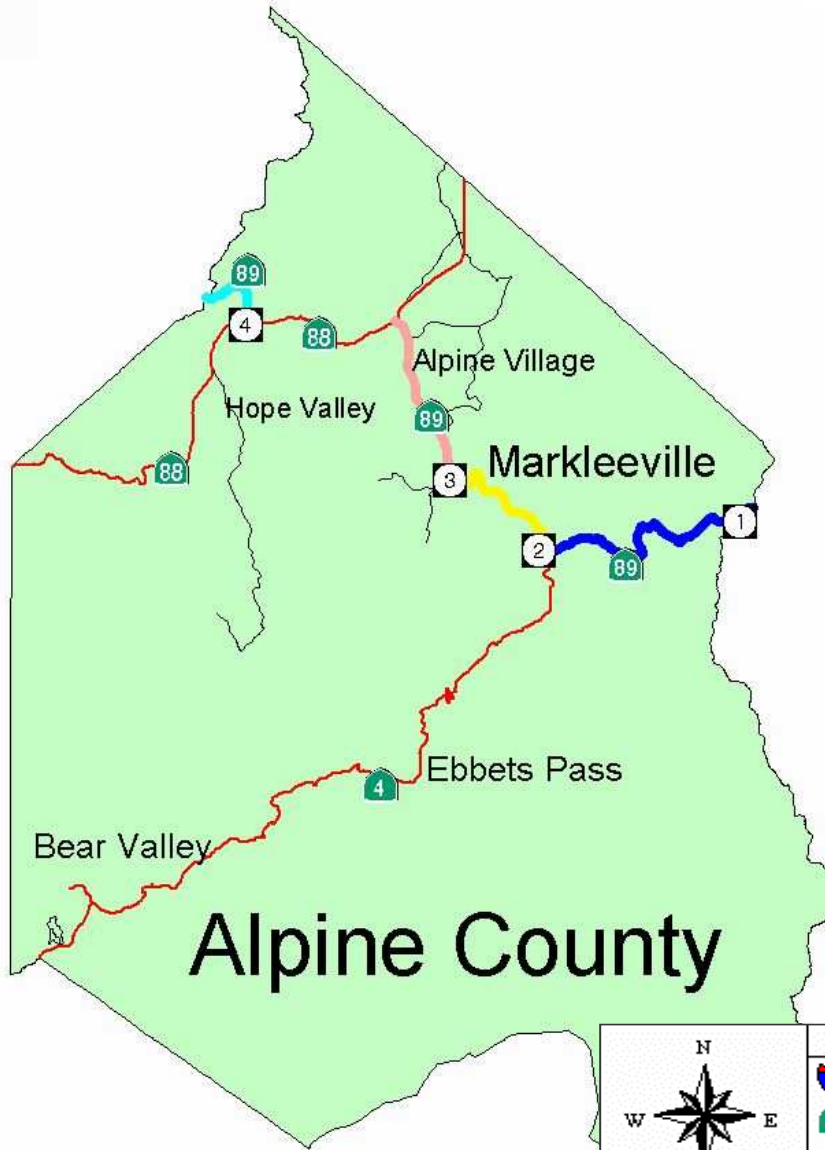 89
4
88
Alpine Village
Hope Valley
89
Markleeville
88
3
1
2
89
Ebbets Pass
4
Bear Valley
Alpine County
N
W E